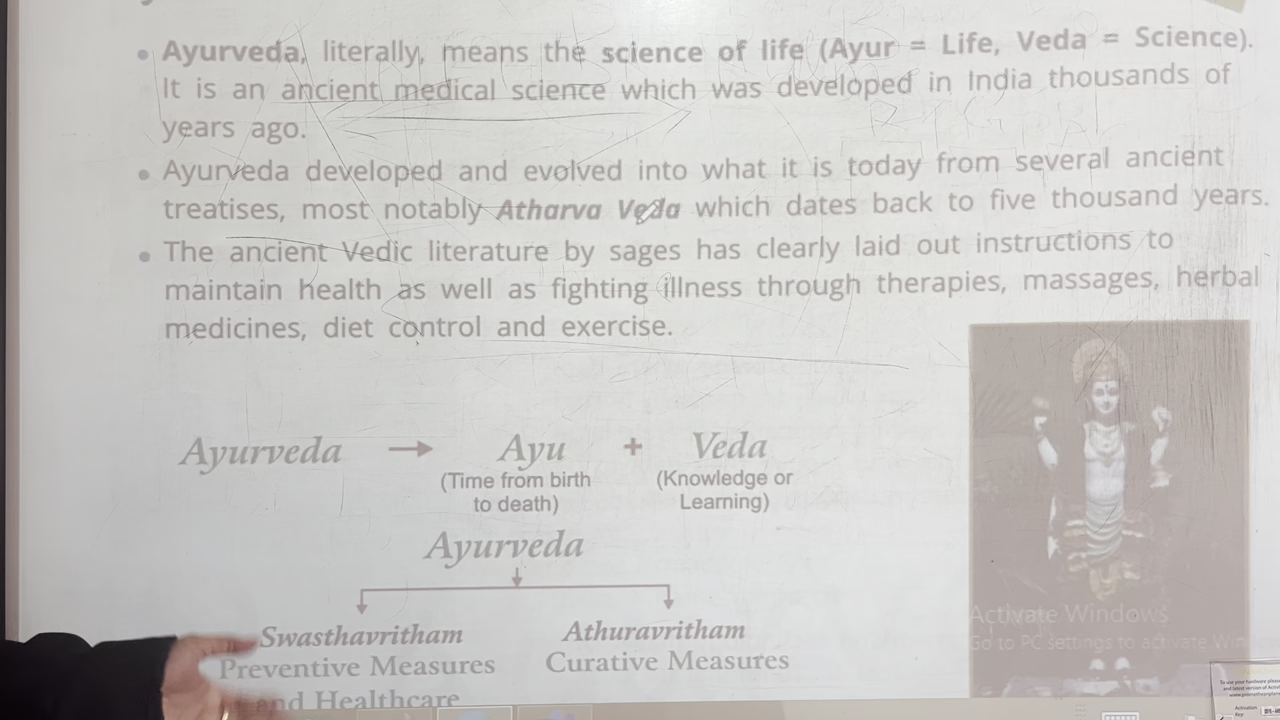 • Ayurveda, literally, means the science of life (Ayur = Life, Veda = Science).
It is an ancient medical science which was developed in India thousands of
years ago.
• Ayurveda developed and evolved into what it is today from several ancient
treatises, most notably Atharva Veda which dates back to five thousand years.
• The ancient Vedic literature by sages has clearly laid out instructions to
maintain health as well as fighting illness through therapies, massages, herbal
medicines, diet control and exercise.
Ayurveda → Ayu + Veda
(Time from birth (Knowledge or
to death) Learning)
Ayurveda
Swasthavritham Athuravritham
Preventive Measures Curative Measures
and Healthcare
Activate Windows
Go to PC settings to activate
Activation
Key